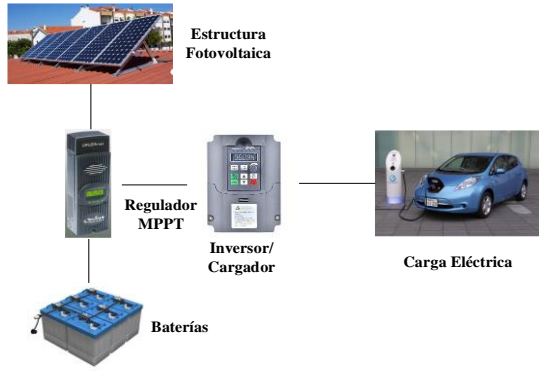 Estructura
Fotovoltaica
Regulador
MPPT
Inversor/
Cargador
Carga Eléctrica
Baterías